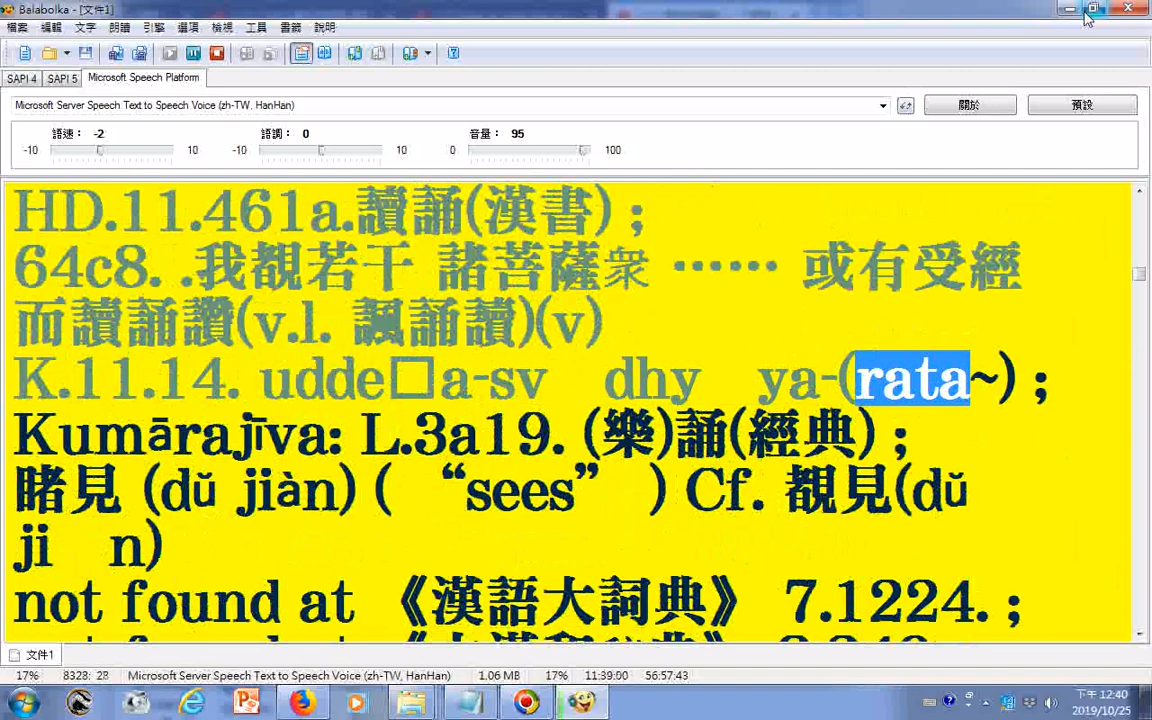 Balabolka - [文件1]
檔案 編輯 文字 朗讀 引擎 選項 檢視 工具 書籤 說明
SAPI 4 SAPI 5 Microsoft Speech Platform
Microsoft Server Speech Text to Speech Voice (zh-TW, HanHan) 關於 預設
語速： -2 語調： 0 音量： 95
-10 10 -10 10 0 100
HD.11.461a.讀誦(漢書)；
64c8. .我覩若干 諸菩薩衆 …… 或有受經
而讀誦讚(v.l. 諷誦讀)(v)
K.11.14. udde□a-sv dhy ya-(rata~)；
Kumārajīva: L.3a19. (樂)誦(經典)；
睹見 (dǔ jiàn) ( “sees” ) Cf. 覩見(dǔ
ji n)
not found at 《漢語大詞典》 7.1224.；
文件1
17% 8328: 28 Microsoft Server Speech Text to Speech Voice (zh-TW, HanHan) 1.06 MB 17% 11:39:00 56:57:43
下午 12:40
2019/10/25